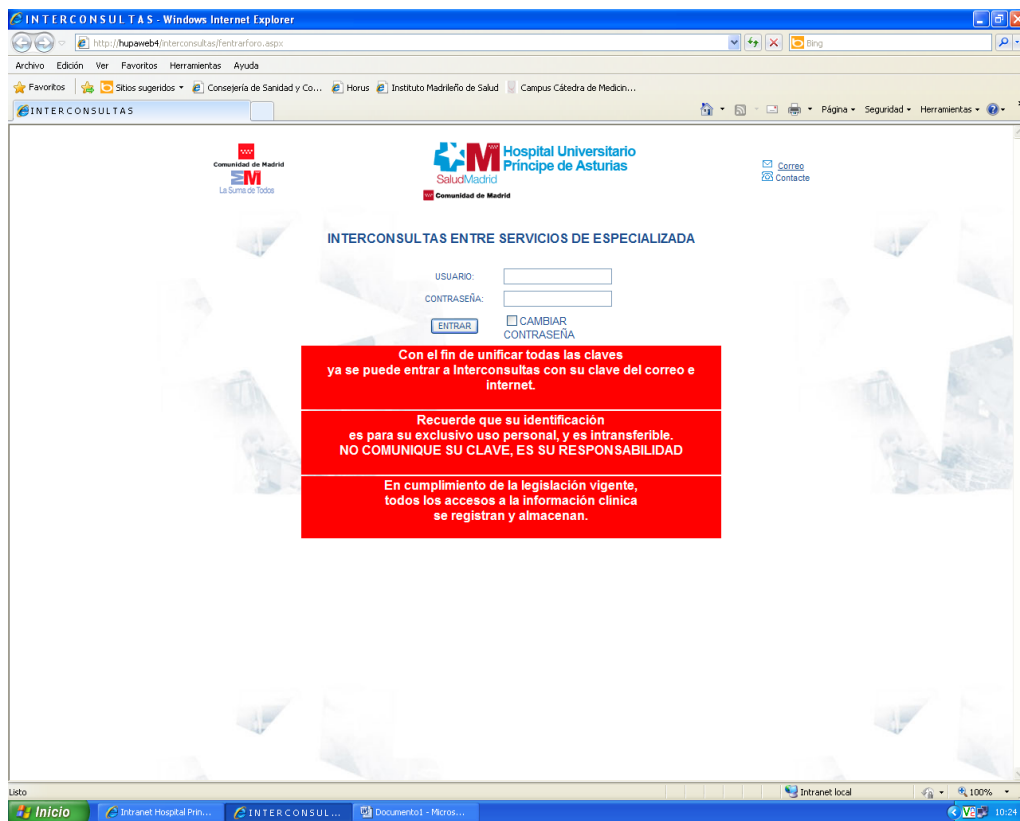 I N T E R C O N S U L T A S - Windows Internet Explorer
http://hupaweb4/interconsultas/fentrarforo.aspx
Bing
Archivo Edición Ver Favoritos Herramientas Ayuda
Favoritos Sitios sugeridos Consejería de Sanidad y Co... Horus Instituto Madrileño de Salud Campus Cátedra de Medicin...
I N T E R C O N S U L T A S
Página Seguridad Herramientas
Comunidad de Madrid
La Suma de Todos
SaludMadrid
Hospital Universitario
Príncipe de Asturias
Comunidad de Madrid
Correo
Contacte
INTERCONSULTAS ENTRE SERVICIOS DE ESPECIALIZADA
USUARIO:
CONTRASEÑA:
ENTRAR
CAMBIAR
CONTRASEÑA
Con el fin de unificar todas las claves
ya se puede entrar a Interconsultas con su clave del correo e
internet.
Recuerde que su identificación
es para su exclusivo uso personal, y es intransferible.
NO COMUNIQUE SU CLAVE, ES SU RESPONSABILIDAD
En cumplimiento de la legislación vigente,
todos los accesos a la información clínica
se registran y almacenan.
Listo
Intranet local
100%
Inicio
Intranet Hospital Prin...
I N T E R C O N S U L ...
Documento1 - Micros...
10:24